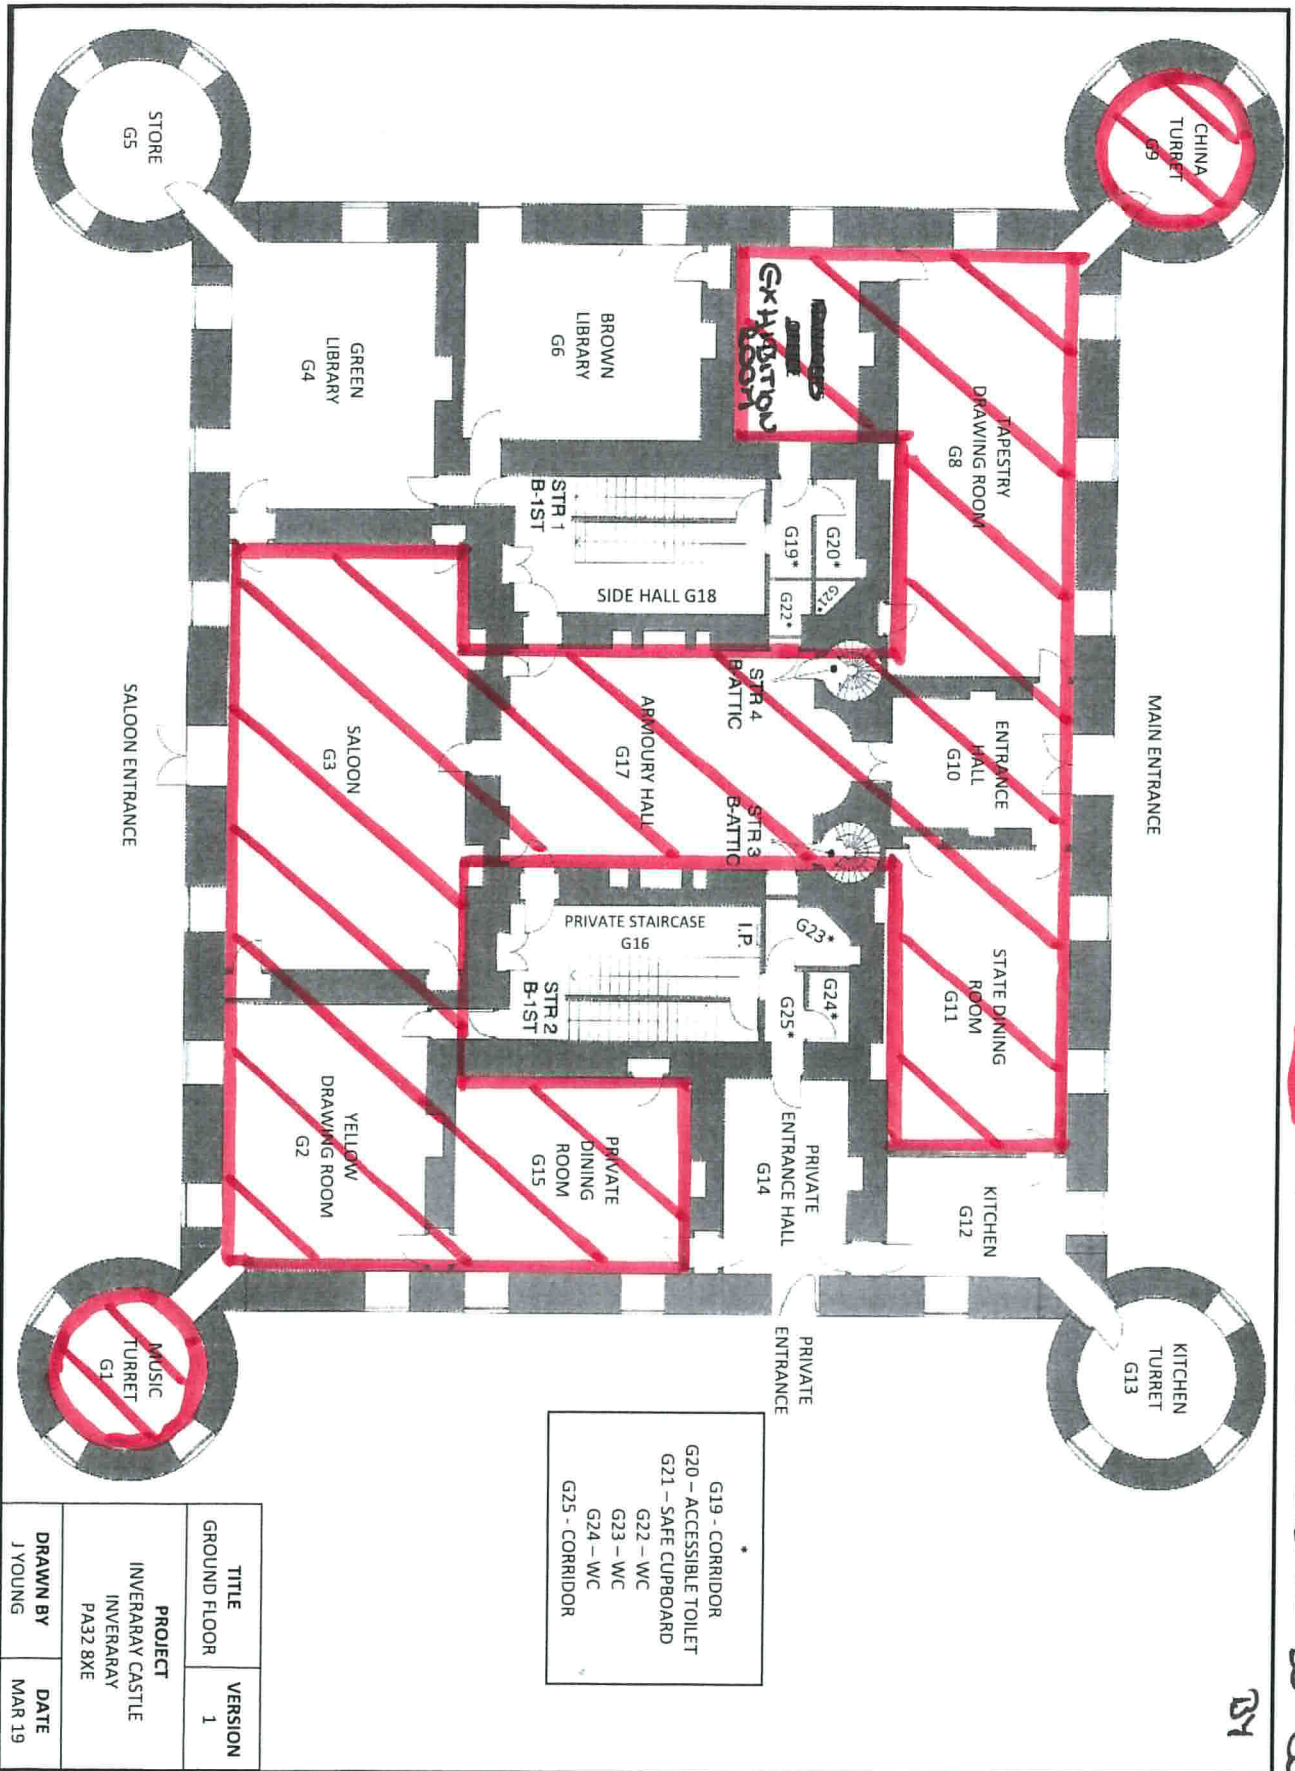 CHINA
TURRET
G9
MAIN ENTRANCE
KITCHEN
TURRET
G13
TAPESTRY
DRAWING ROOM
G8
ENTRANCE
HALL
G10
STATE DINING
ROOM
G11
KITCHEN
G12
EXHIBITION
ROOM
G20*
G21*
G19*
G22*
STR 4
B-ATTIC
STR 3
B-ATTIC
G23*
G24*
G25*
I.P.
PRIVATE
ENTRANCE HALL
G14
PRIVATE
ENTRANCE
BROWN
LIBRARY
G6
SIDE HALL G18
STR 1
B-1ST
ARMOURY HALL
G17
PRIVATE STAIRCASE
G16
STR 2
B-1ST
PRIVATE
DINING
ROOM
G15
GREEN
LIBRARY
G4
SALOON
G3
YELLOW
DRAWING ROOM
G2
STORE
G5
SALOON ENTRANCE
MUSIC
TURRET
G1
*
G19 - CORRIDOR
G20 – ACCESSIBLE TOILET
G21 – SAFE CUPBOARD
G22 – WC
G23 – WC
G24 – WC
G25 - CORRIDOR
TITLE
GROUND FLOOR
VERSION
1
PROJECT
INVERARAY CASTLE
INVERARAY
PA32 8XE
DRAWN BY
J YOUNG
DATE
MAR 19
BY